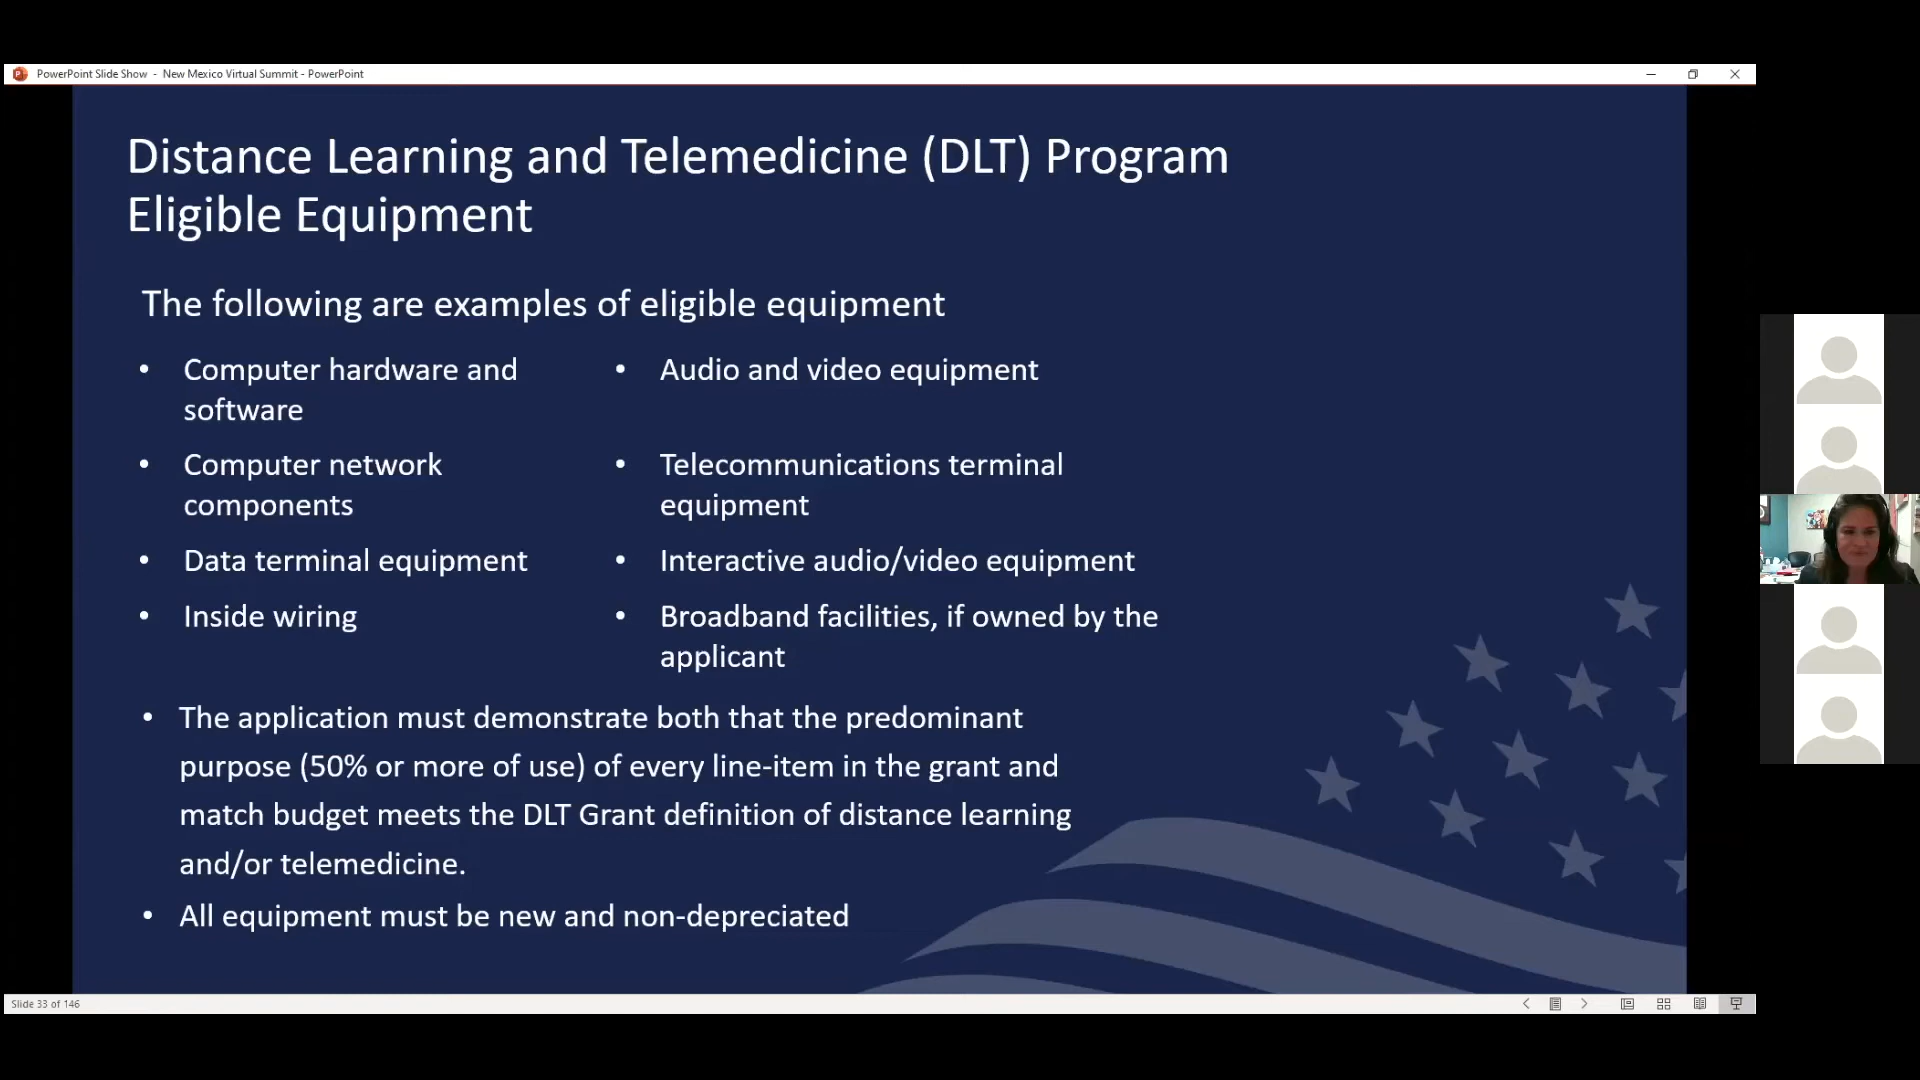 PowerPoint Slide Show - New Mexico Virtual Summit - PowerPoint
Distance Learning and Telemedicine (DLT) Program
Eligible Equipment
The following are examples of eligible equipment
• Computer hardware and
software
• Audio and video equipment
• Computer network
components
• Telecommunications terminal
equipment
• Data terminal equipment
• Interactive audio/video equipment
• Inside wiring
• Broadband facilities, if owned by the
applicant
• The application must demonstrate both that the predominant
purpose (50% or more of use) of every line-item in the grant and
match budget meets the DLT Grant definition of distance learning
and/or telemedicine.
• All equipment must be new and non-depreciated
Slide 33 of 146